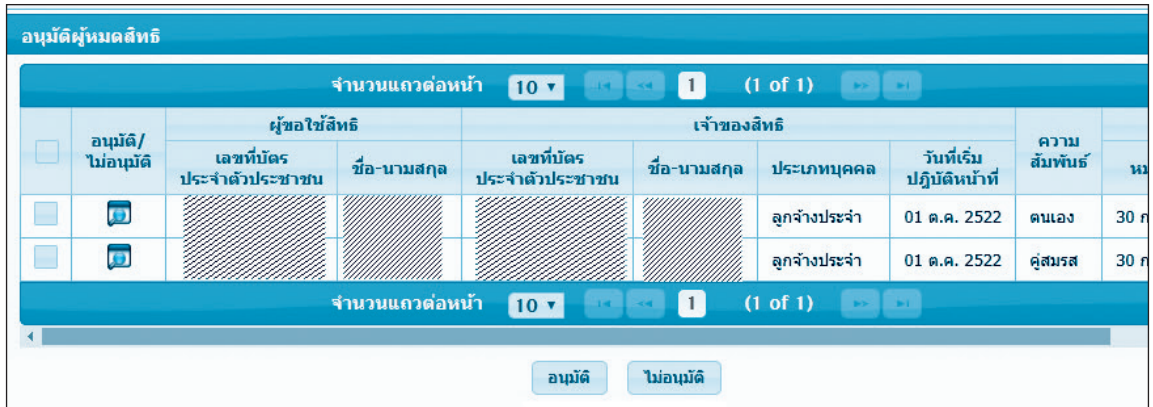 อนุมัติผู้หมดสิทธิ
จำนวนแถวต่อหน้า 10 1 (1 of 1)
อนุมัติ/
ไม่อนุมัติ
ผู้ขอใช้สิทธิ
เจ้าของสิทธิ
ความ
สัมพันธ์
เลขที่บัตร
ประจำตัวประชาชน
ชื่อ-นามสกุล
เลขที่บัตร
ประจำตัวประชาชน
ชื่อ-นามสกุล
ประเภทบุคคล
วันที่เริ่ม
ปฏิบัติหน้าที่
ลูกจ้างประจำ 01 ต.ค. 2522 ตนเอง 30 ก
ลูกจ้างประจำ 01 ต.ค. 2522 คู่สมรส 30 ก
จำนวนแถวต่อหน้า 10 1 (1 of 1)
อนุมัติ ไม่อนุมัติ